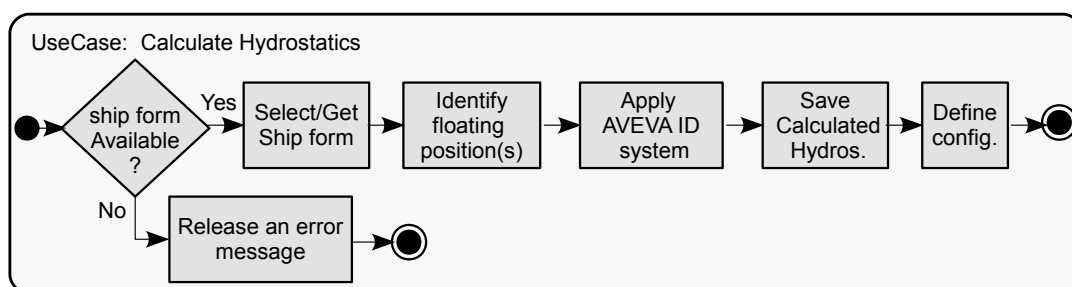 UseCase: Calculate Hydrostatics
ship form
Available
?
Yes
Select/Get
Ship form
Identify
floating
position(s)
Apply
AVEVA ID
system
Save
Calculated
Hydros.
Define
config.
No
Release an error
message